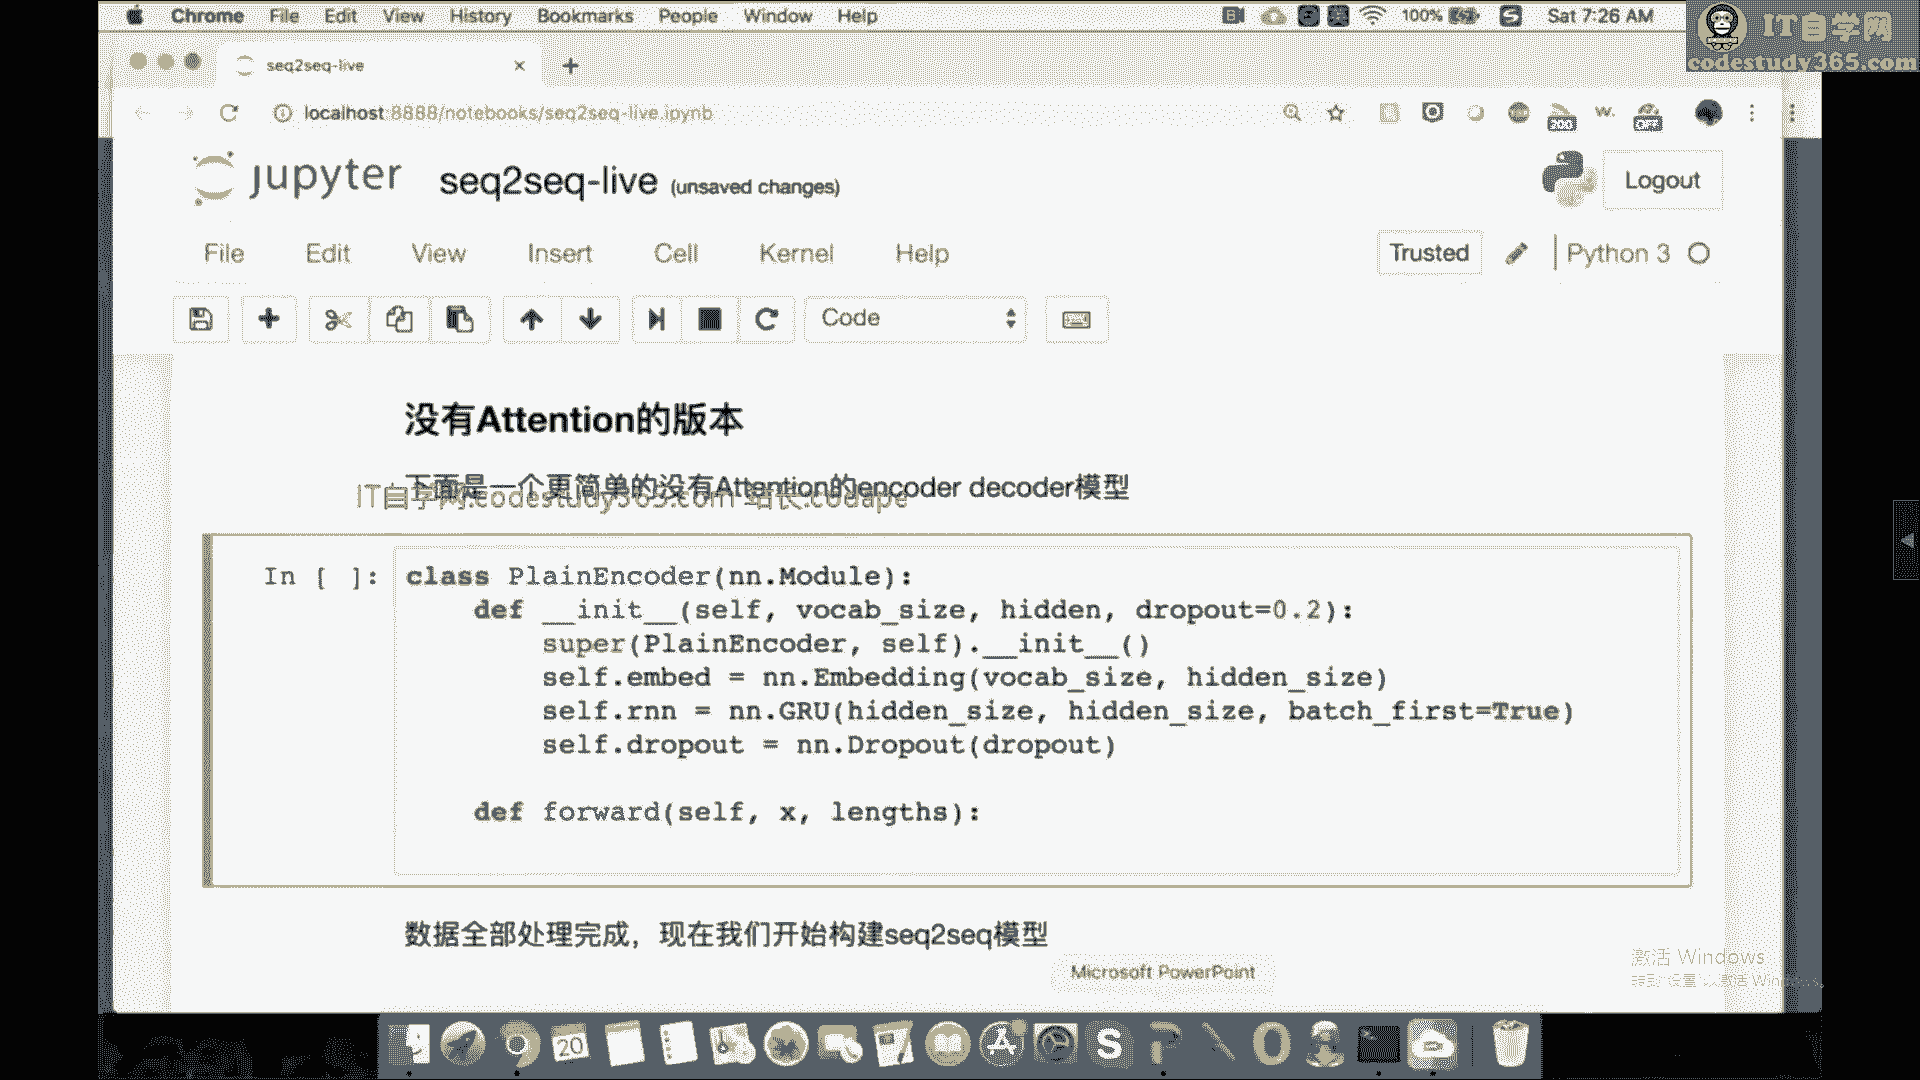 Chrome File Edit View History Bookmarks People Window Help 100% Sat 7:26 AM
IT自学网
codestudy365.com
seq2seq-live
localhost:8888/notebooks/seq2seq-live.ipynb
200 OFF
jupyter seq2seq-live (unsaved changes) Logout
File Edit View Insert Cell Kernel Help Trusted Python 3
Code
没有Attention的版本
下面是一个更简单的没有Attention的encoder decoder模型
IT自学网.codestudy365.com 站长:c0dape
In [ ]: class PlainEncoder(nn.Module):
def __init__(self, vocab_size, hidden, dropout=0.2):
super(PlainEncoder, self).__init__()
self.embed = nn.Embedding(vocab_size, hidden_size)
self.rnn = nn.GRU(hidden_size, hidden_size, batch_first=True)
self.dropout = nn.Dropout(dropout)
def forward(self, x, lengths):
数据全部处理完成，现在我们开始构建seq2seq模型
激活 Windows
转到"设置"以激活 Windows。
Microsoft PowerPoint
20